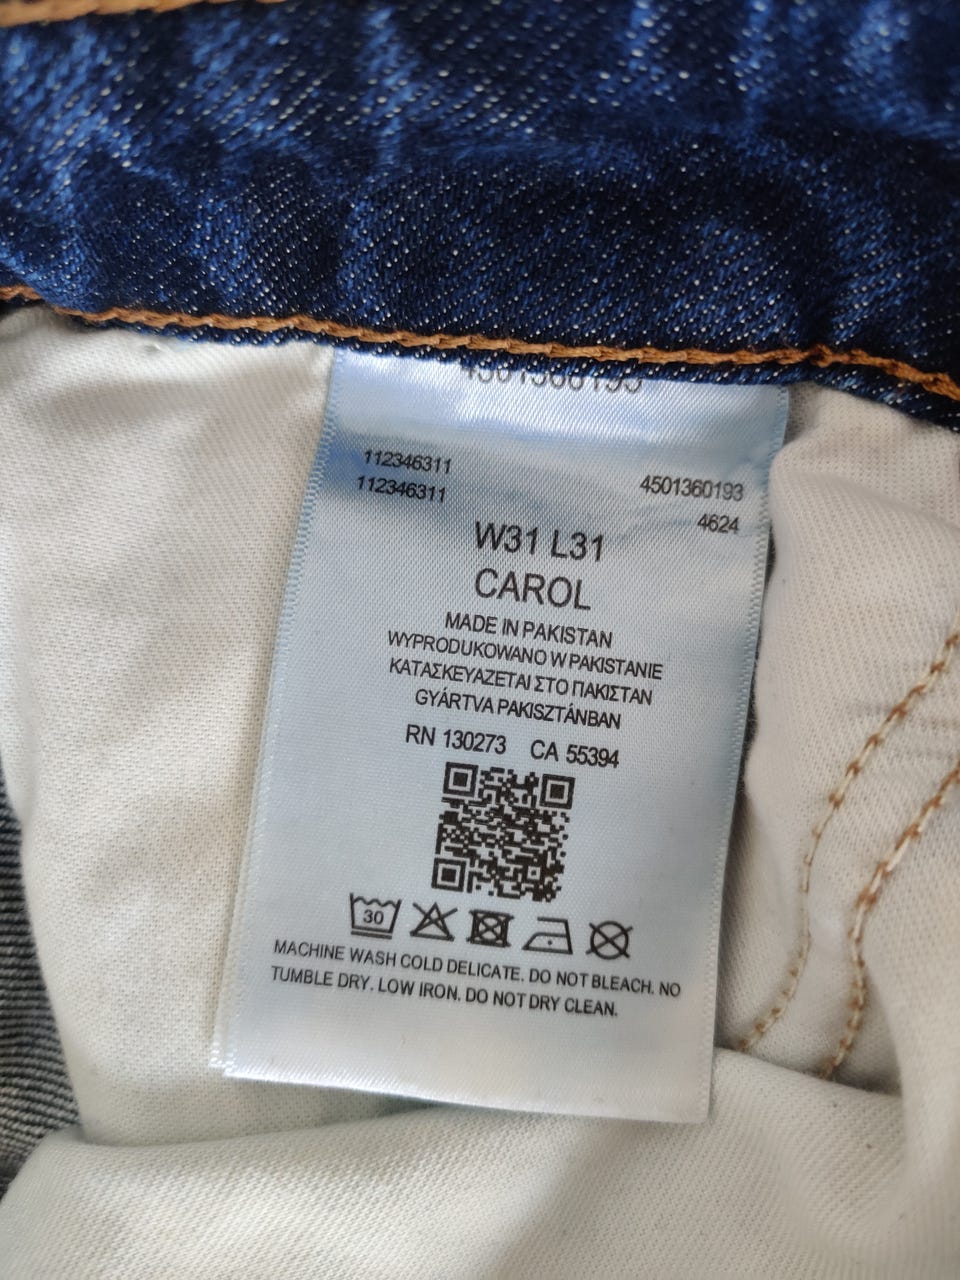 4501360193
112346311
112346311
4501360193
4624
W31 L31
CAROL
MADE IN PAKISTAN
WYPRODUKOWANO W PAKISTANIE
ΚΑΤΑΣΚΕΥΑΖΕΤΑΙ ΣΤΟ ΠΑΚΙΣΤΑΝ
GYÁRTVA PAKISZTÁNBAN
RN 130273 CA 55394
30
MACHINE WASH COLD DELICATE. DO NOT BLEACH. NO
TUMBLE DRY. LOW IRON. DO NOT DRY CLEAN.